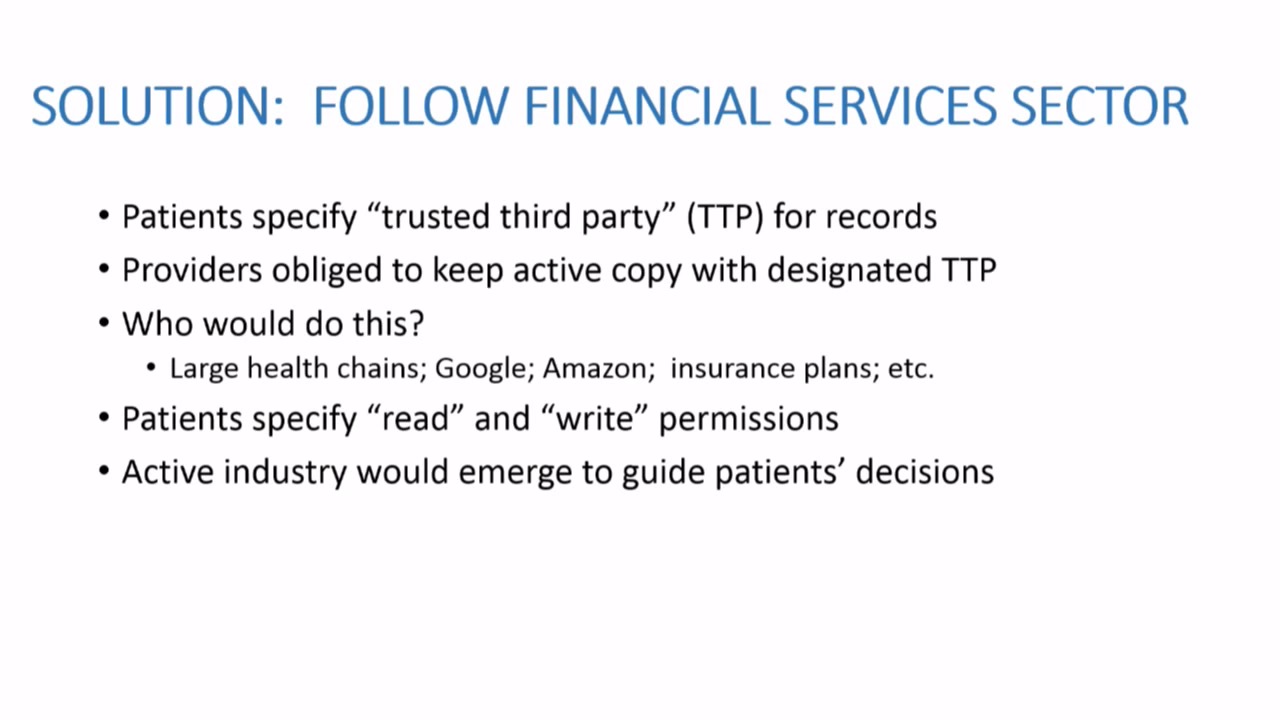 SOLUTION:  FOLLOW FINANCIAL SERVICES SECTOR
• Patients specify “trusted third party” (TTP) for records
• Providers obliged to keep active copy with designated TTP
• Who would do this?
• Large health chains; Google; Amazon;  insurance plans; etc.
• Patients specify “read” and “write” permissions
• Active industry would emerge to guide patients’ decisions